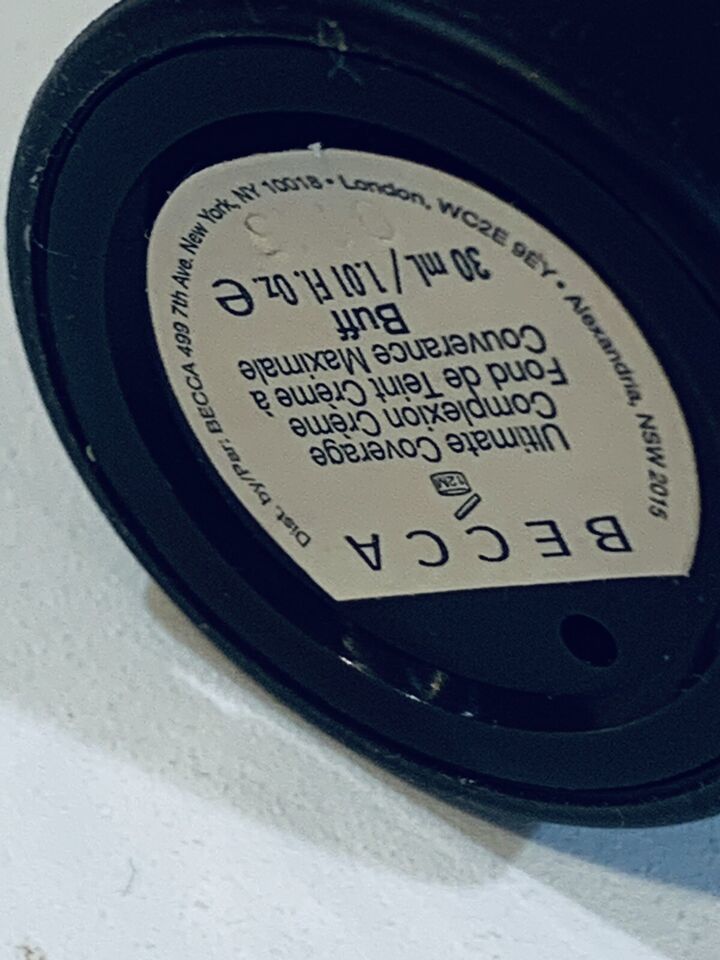 BECCA
12M
Ultimate Coverage
Complexion Crème
Fond de Teint Crème à
Couverance Maximale
Buff
30 mL / 1.01 Fl. Oz. e
Dist. by/Par: BECCA 499 7th Ave. New York, NY 10018 • London, WC2E 9EY • Alexandria, NSW 2015